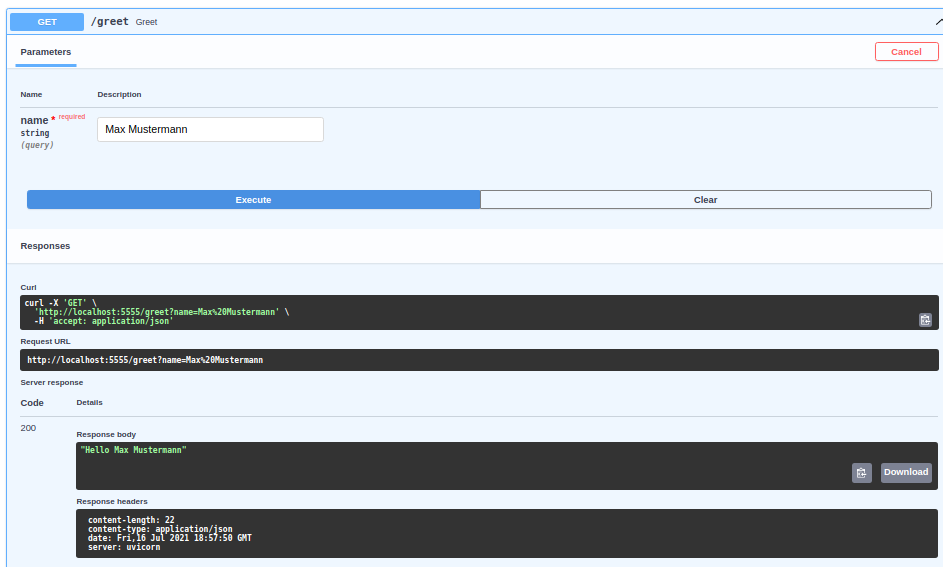 GET /greet Greet
Parameters Cancel
Name Description
name * required
string
(query)
Max Mustermann
Execute Clear
Responses
Curl
curl -X 'GET' \
'http://localhost:5555/greet?name=Max%20Mustermann' \
-H 'accept: application/json'
Request URL
http://localhost:5555/greet?name=Max%20Mustermann
Server response
Code Details
200
Response body
"Hello Max Mustermann"
Download
Response headers
content-length: 22
content-type: application/json
date: Fri,16 Jul 2021 18:57:50 GMT
server: uvicorn